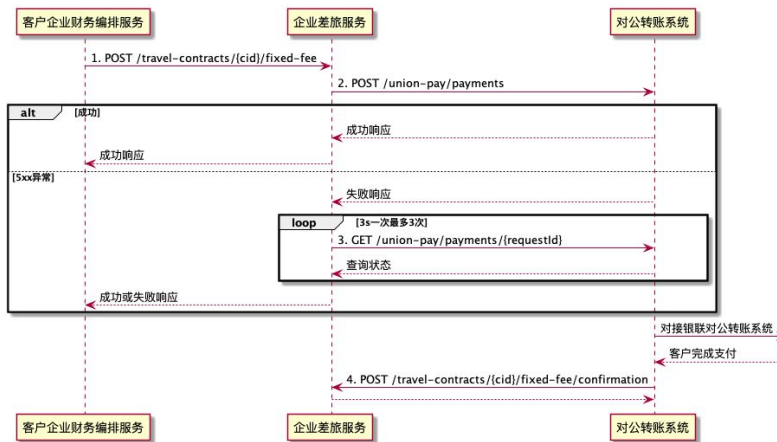 客户企业财务编排服务 企业差旅服务 对公转账系统
1. POST /travel-contracts/{cid}/fixed-fee
2. POST /union-pay/payments
alt [成功]
成功响应
成功响应
[5xx异常]
失败响应
loop [3s一次最多3次]
3. GET /union-pay/payments/{requestId}
查询状态
成功或失败响应
对接银联对公转账系统
客户完成支付
4. POST /travel-contracts/{cid}/fixed-fee/confirmation
客户企业财务编排服务 企业差旅服务 对公转账系统